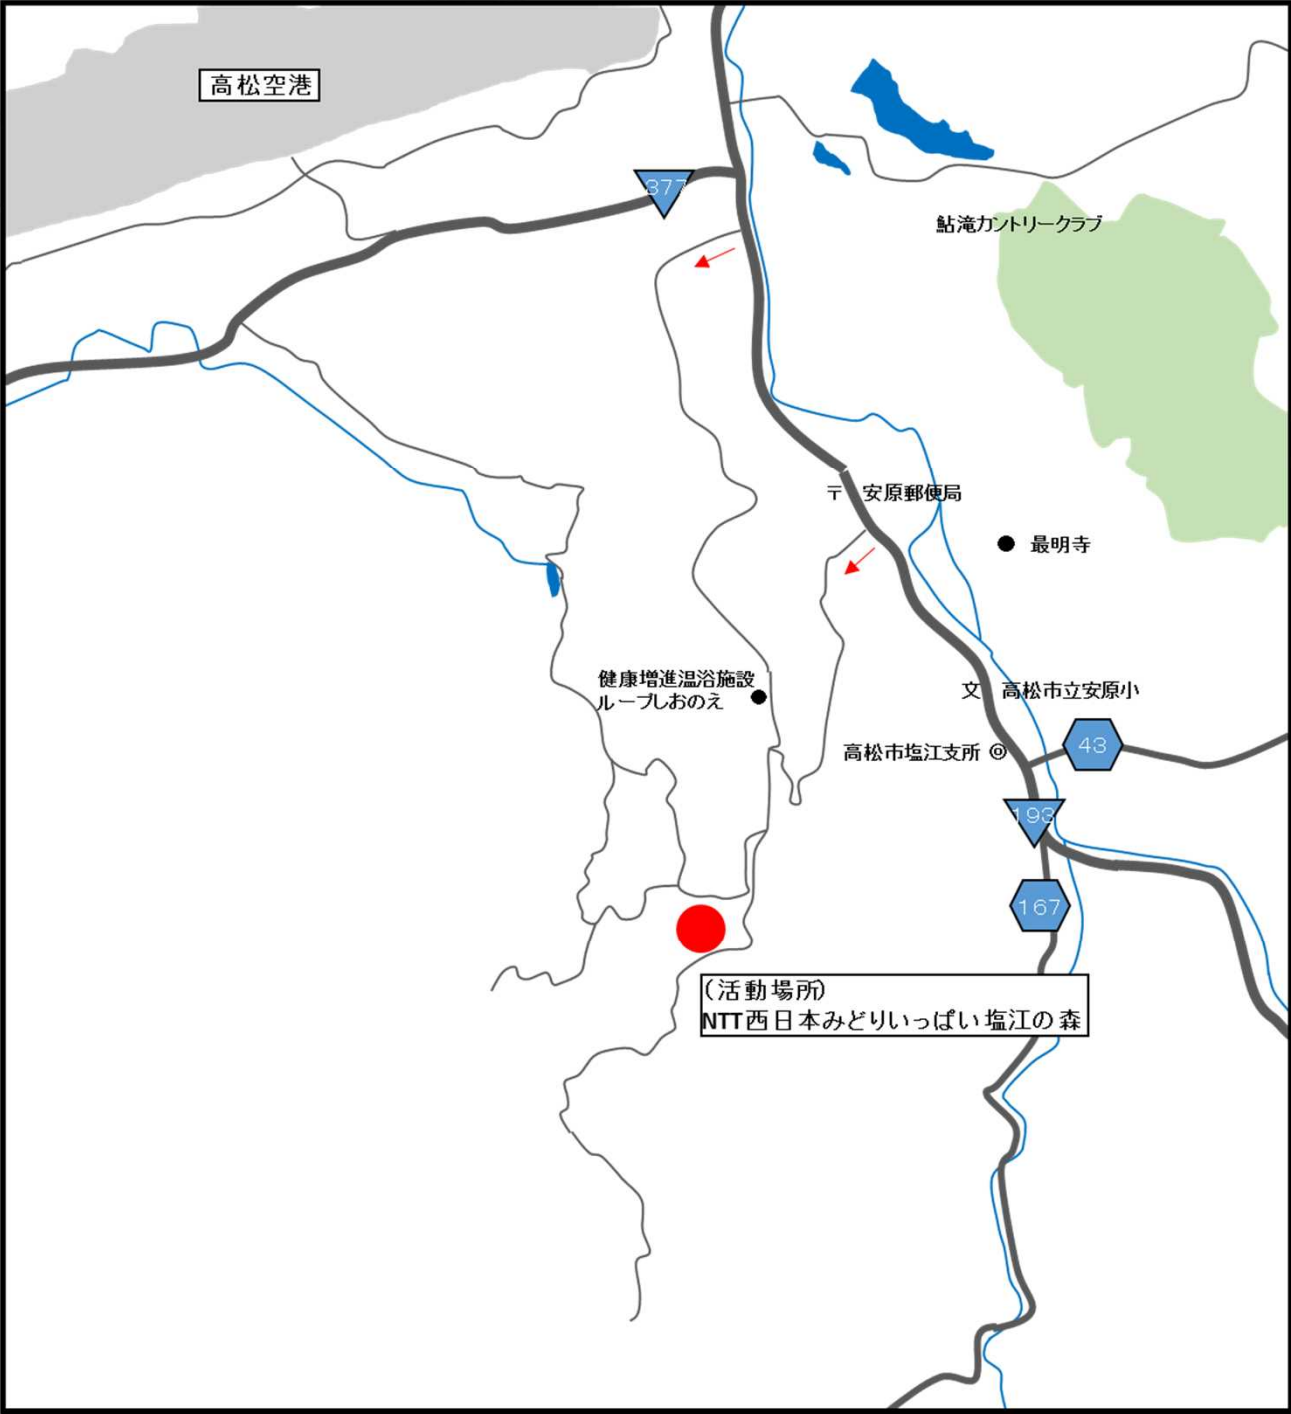 高松空港
377
鮎滝カントリークラブ
〒 安原郵便局
最明寺
健康増進温浴施設
ループしおのえ
文 高松市立安原小
高松市塩江支所
43
193
167
（活動場所）
NTT西日本みどりいっぱい塩江の森